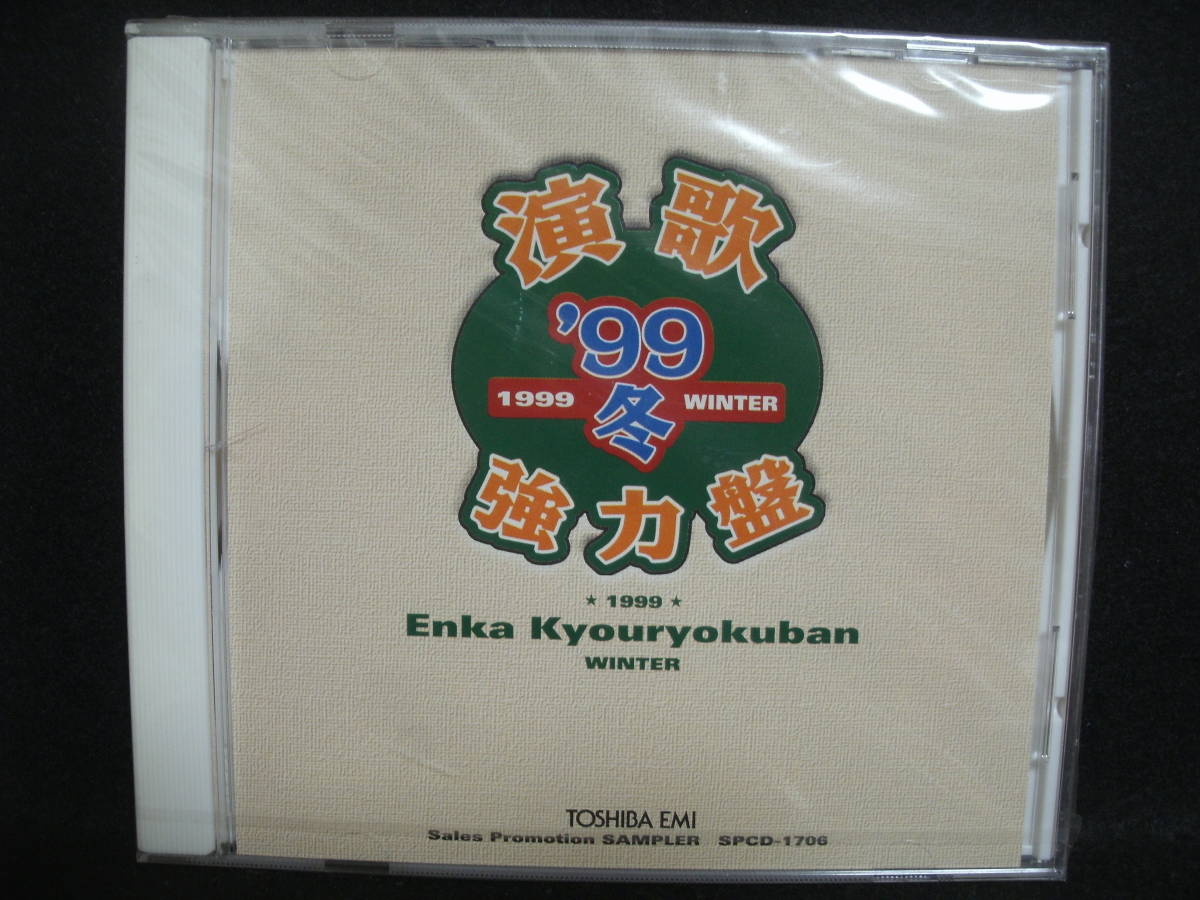 演歌
'99
1999 冬 WINTER
強力盤
★ 1999 ★
Enka Kyouryokuban
WINTER
TOSHIBA EMI
Sales Promotion SAMPLER SPCD-1706